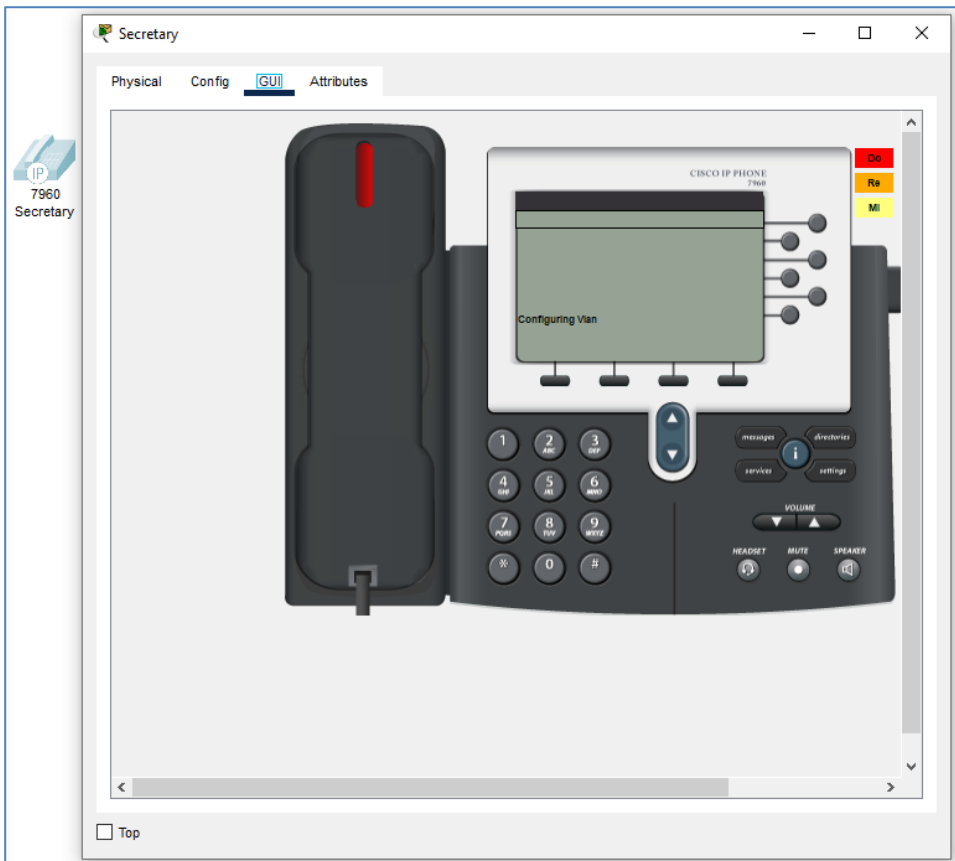 Secretary
Physical Config GUI Attributes
IP
7960
Secretary
CISCO IP PHONE
7960
Do
Re
Mi
Configuring Vlan
1
2
ABC
3
DEF
4
GHI
5
JKL
6
MNO
7
PQRS
8
TUV
9
WXYZ
*
0
#
messages
directories
i
services
settings
VOLUME
HEADSET MUTE SPEAKER
Top